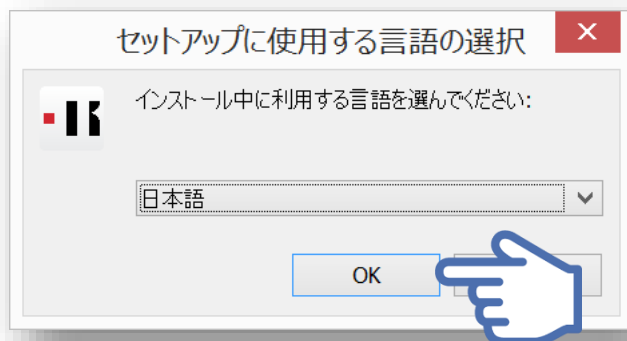 セットアップに使用する言語の選択
インストール中に利用する言語を選んでください:
日本語
OK